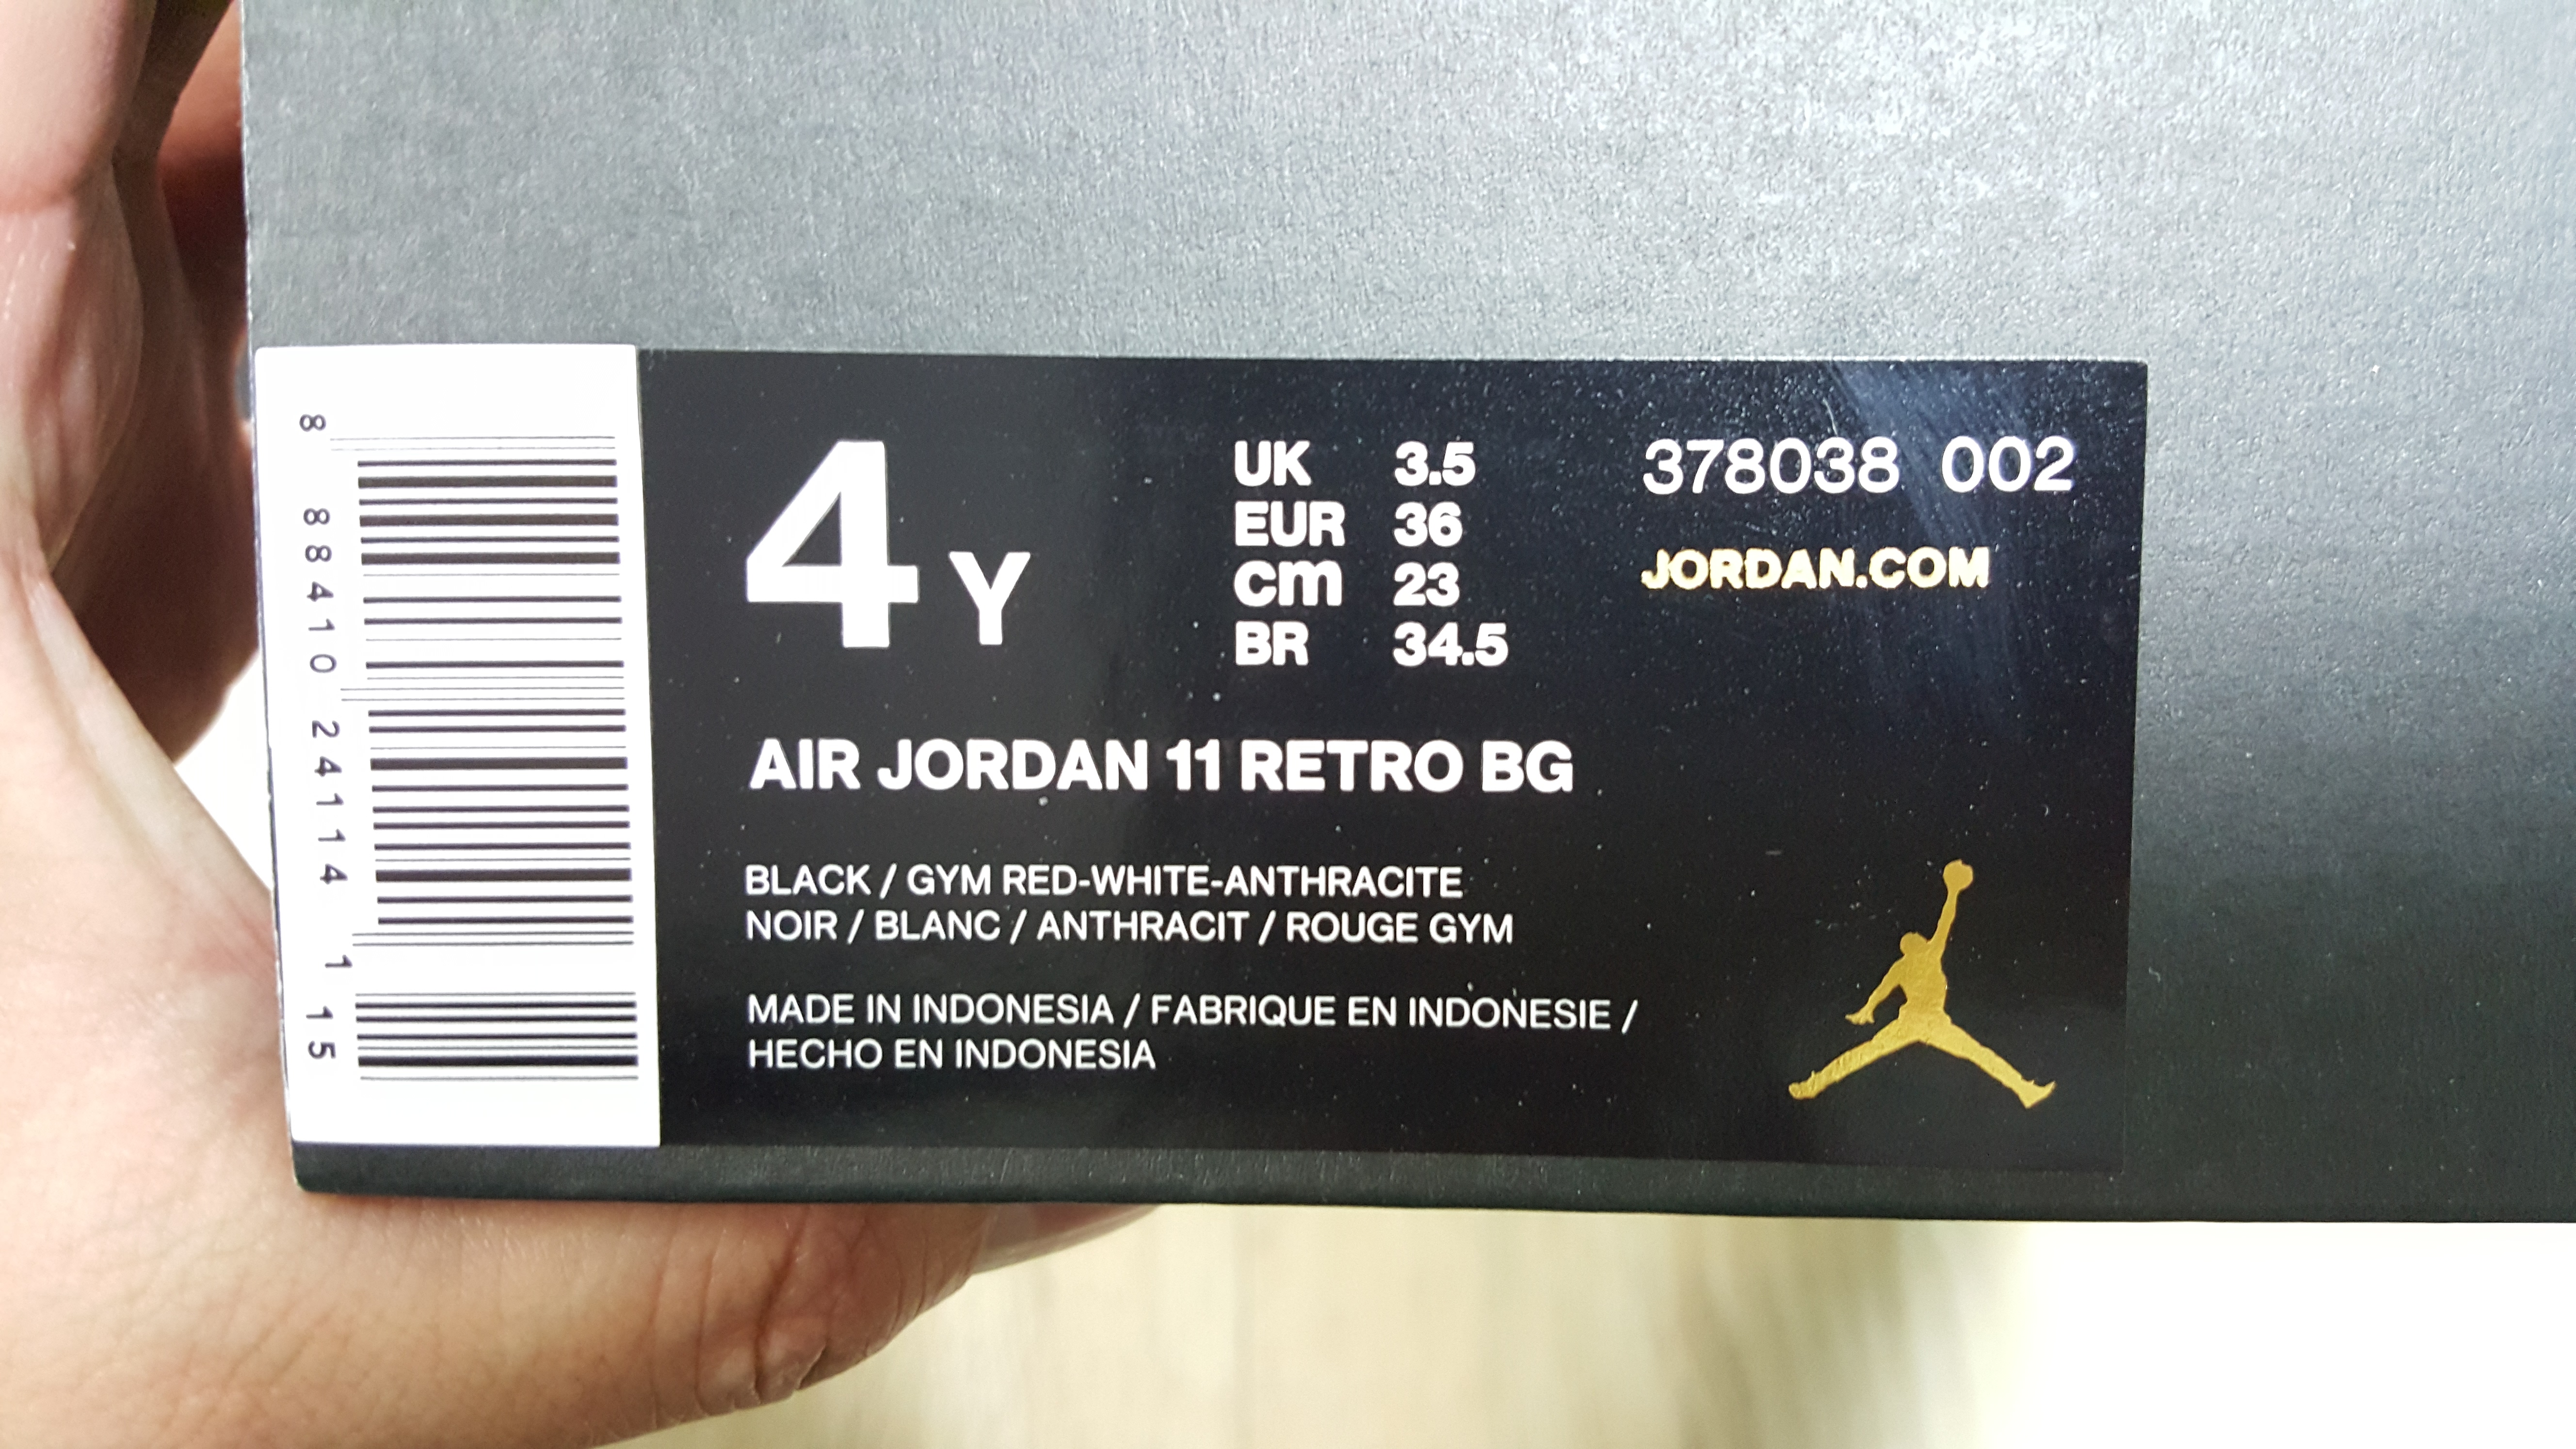 8 88410 24114 1 15
4 Y
UK 3.5
EUR 36
cm 23
BR 34.5
378038 002
JORDAN.COM
AIR JORDAN 11 RETRO BG
BLACK / GYM RED-WHITE-ANTHRACITE
NOIR / BLANC / ANTHRACIT / ROUGE GYM
MADE IN INDONESIA / FABRIQUE EN INDONESIE /
HECHO EN INDONESIA